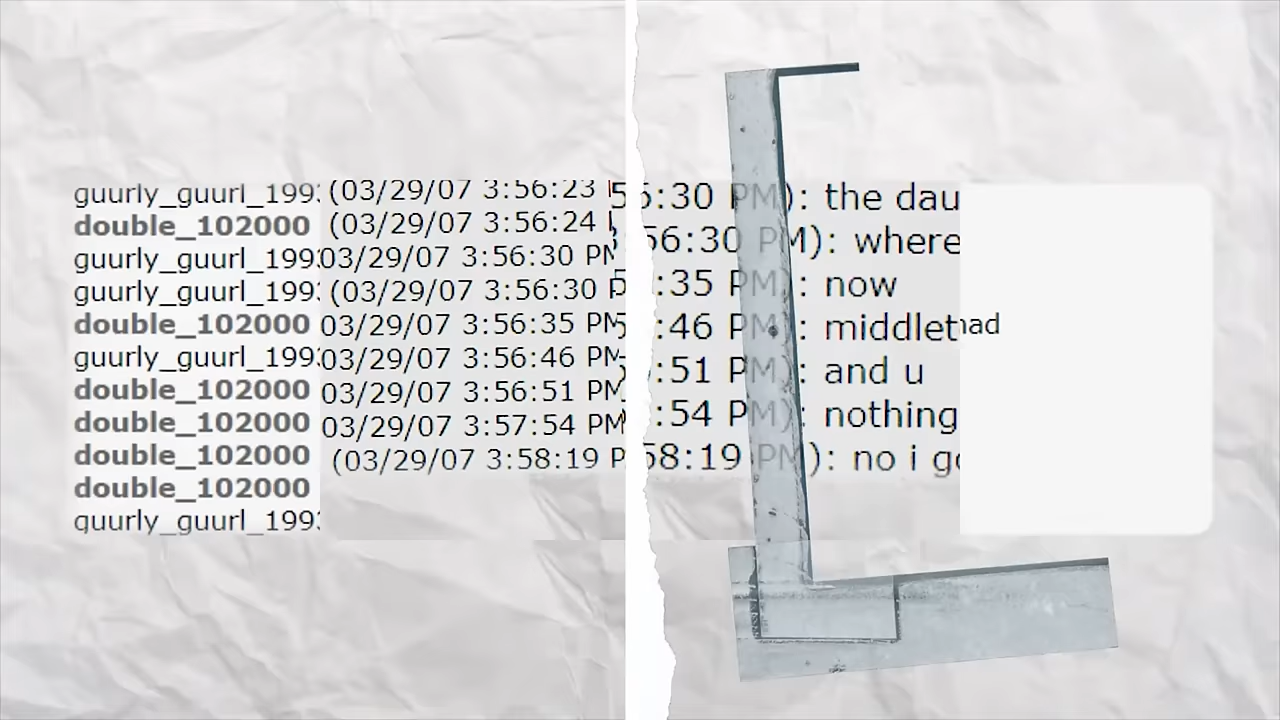 guurly_guurl_199 (03/29/07 3:56:23
double_102000 (03/29/07 3:56:24
guurly_guurl_199 03/29/07 3:56:30 PM
guurly_guurl_199 (03/29/07 3:56:30 P
double_102000 03/29/07 3:56:35 PM
guurly_guurl_199 03/29/07 3:56:46 PM
double_102000 03/29/07 3:56:51 PM
double_102000 03/29/07 3:57:54 PM
double_102000 (03/29/07 3:58:19 P
double_102000
guurly_guurl_199
56:30 PM): the dau
56:30 PM): where
:35 PM): now
:46 PM): middlet had
:51 PM): and u
:54 PM): nothing
58:19 PM): no i go